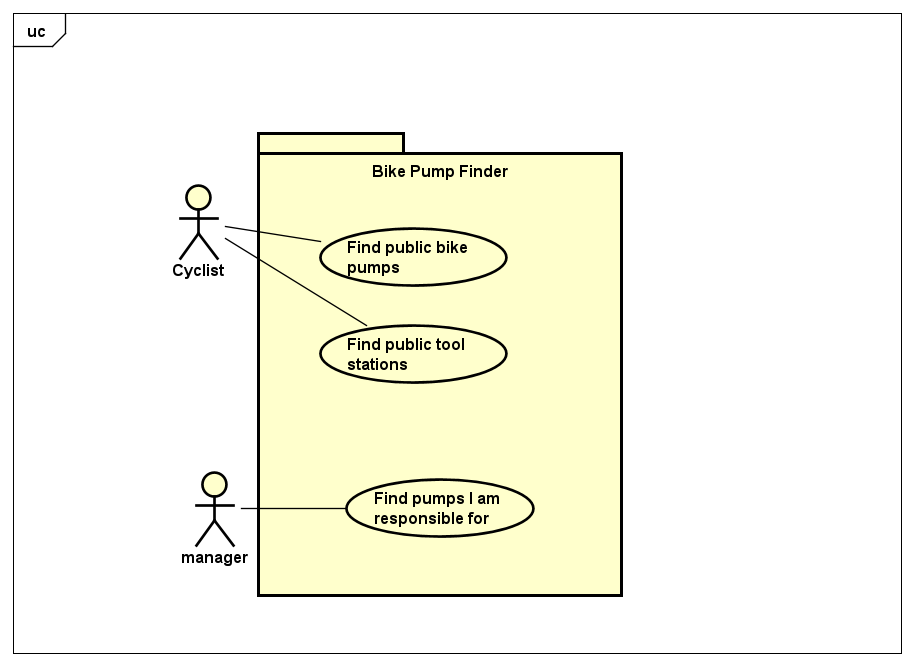 uc
Bike Pump Finder
Cyclist
Find public bike
pumps
Find public tool
stations
manager
Find pumps I am
responsible for